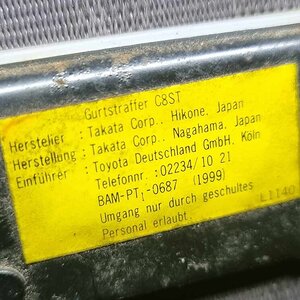 Gurtstraffer C8ST
Hersteller : Takata Corp., Hikone, Japan
Herstellung : Takata Corp., Nagahama, Japan
Einführer : Toyota Deutschland GmbH, Köln
Telefonnr. :02234/10 21
BAM-PT₁-0687 (1999)
Umgang nur durch geschultes
Personal erlaubt.
L1140